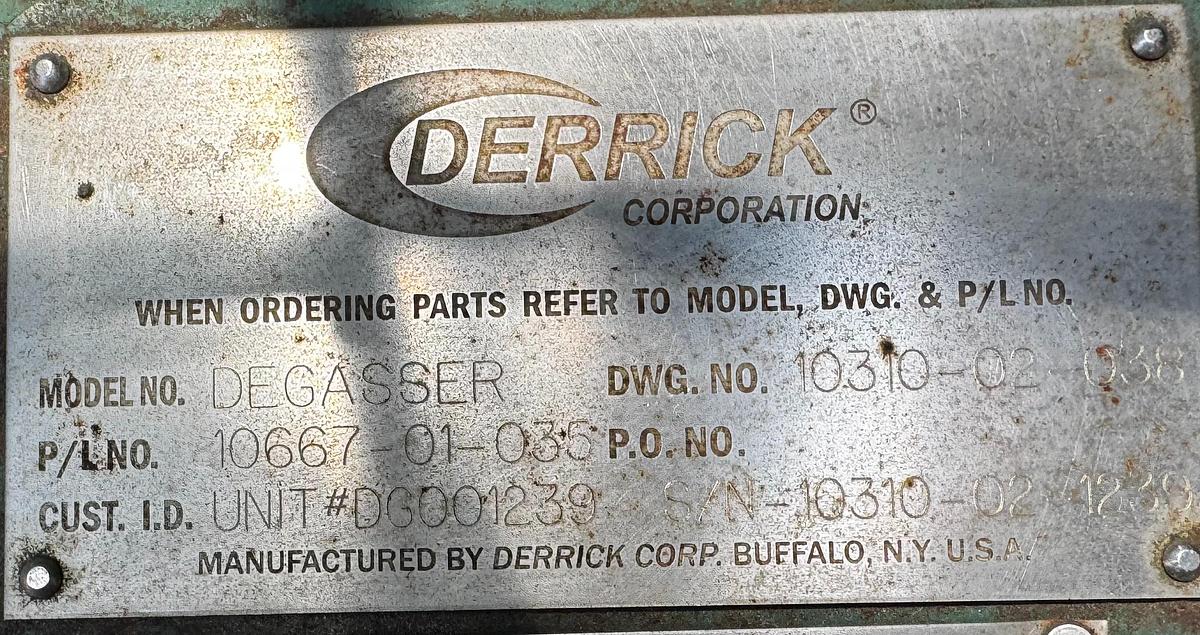 DERRICK ®
CORPORATION
WHEN ORDERING PARTS REFER TO MODEL, DWG. & P/L NO.
MODEL NO. DEGASSER DWG. NO. 10310-02-038
P/L NO. 10667-01-035 P.O. NO.
CUST. I.D. UNIT#DG001239 S/N-10310-02-1239
MANUFACTURED BY DERRICK CORP. BUFFALO, N.Y. U.S.A.